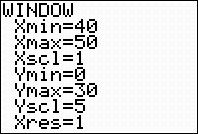 WINDOW
Xmin=40
Xmax=50
Xscl=1
Ymin=0
Ymax=30
Yscl=5
Xres=1